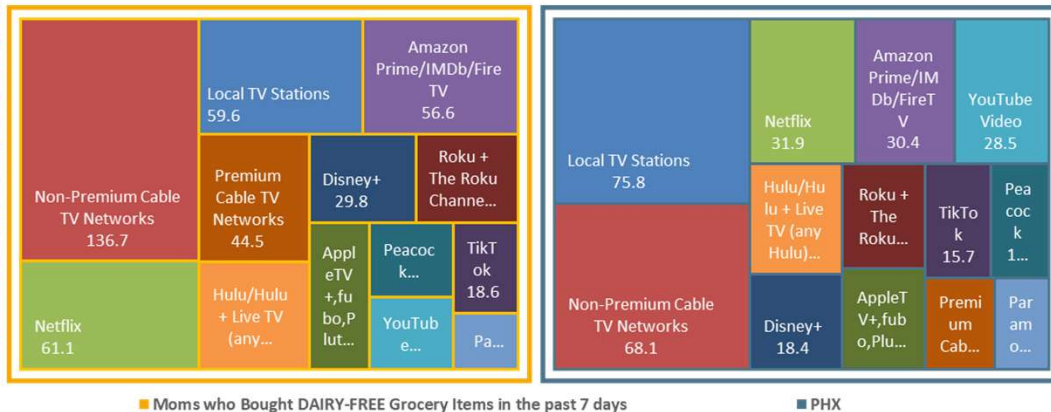 Non-Premium Cable
TV Networks
136.7
Netflix
61.1
Local TV Stations
59.6
Amazon
Prime/IMDb/Fire
TV
56.6
Premium
Cable TV
Networks
44.5
Hulu/Hulu
+ Live TV
(any...
Disney+
29.8
Roku +
The Roku
Channe...
Apple
eTV
+,fu
bo,P
lut...
Peacoc
k...
TikT
ok
18.6
YouTub
e...
Pa...
Local TV Stations
75.8
Non-Premium Cable
TV Networks
68.1
Netflix
31.9
Amazon
Prime/IM
Db/FireT
V
30.4
YouTube
Video
28.5
Hulu/Hu
lu + Live
TV (any
Hulu)...
Disney+
18.4
Roku +
The
Roku...
AppleT
V+,fub
o,Plu...
TikTo
k
15.7
Pea
coc
k
1...
Premi
um
Cab...
Par
amo
...
Moms who Bought DAIRY-FREE Grocery Items in the past 7 days
PHX